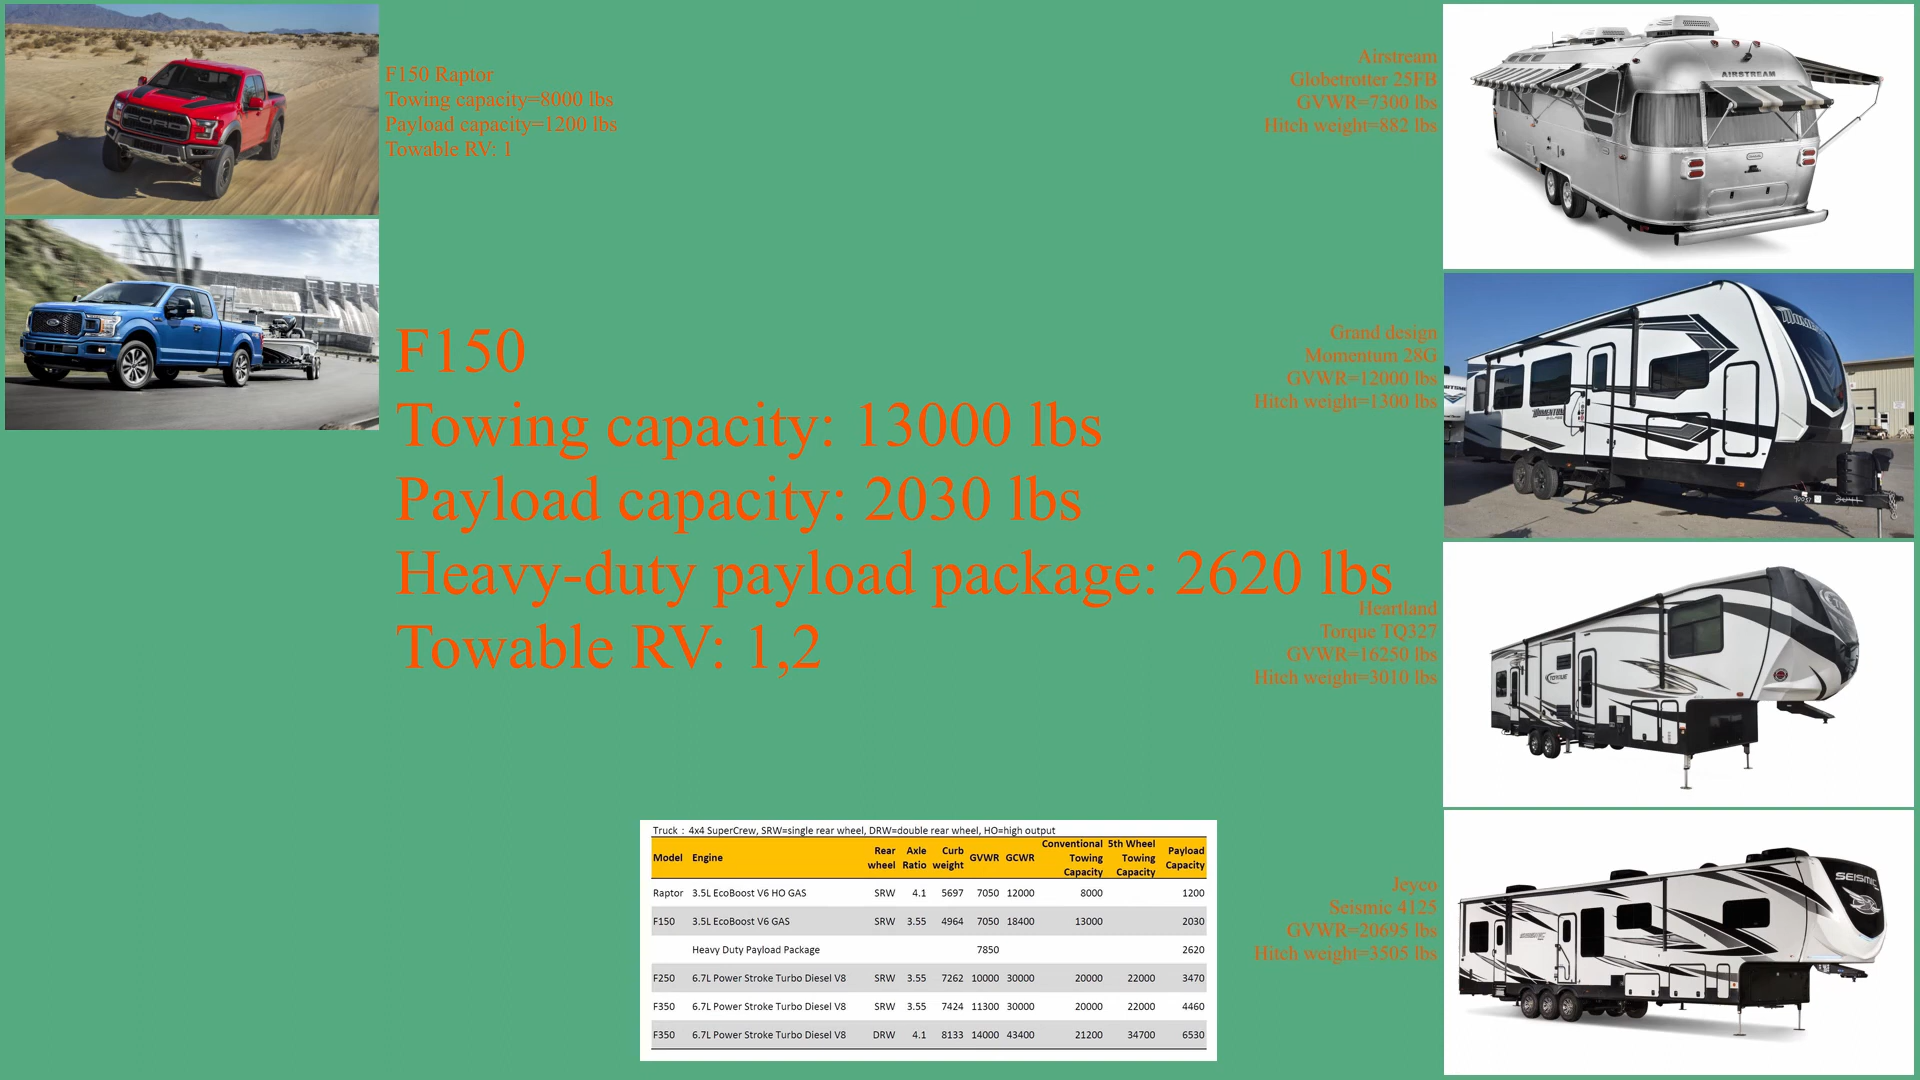 F150 Raptor
Towing capacity=8000 lbs
Payload capacity=1200 lbs
Towable RV: 1
F150
Towing capacity: 13000 lbs
Payload capacity: 2030 lbs
Heavy-duty payload package: 2620 lbs
Towable RV: 1,2
Airstream
Globetrotter 25FB
GVWR=7300 lbs
Hitch weight=882 lbs
AIRSTREAM
Grand design
Momentum 28G
GVWR=12000 lbs
Hitch weight=1300 lbs
MOMENTUM
Heartland
Torque TQ327
GVWR=16250 lbs
Hitch weight=3010 lbs
Jeyco
Seismic 4125
GVWR=20695 lbs
Hitch weight=3505 lbs
SEISMIC
FORD
Truck : 4x4 SuperCrew, SRW=single rear wheel, DRW=double rear wheel, HO=high output
Model Engine Rear wheel Axle Ratio Curb weight GVWR GCWR Conventional Towing Capacity 5th Wheel Towing Capacity Payload Capacity
Raptor 3.5L EcoBoost V6 HO GAS SRW 4.1 5697 7050 12000 8000 1200
F150 3.5L EcoBoost V6 GAS SRW 3.55 4964 7050 18400 13000 2030
Heavy Duty Payload Package 7850 2620
F250 6.7L Power Stroke Turbo Diesel V8 SRW 3.55 7262 10000 30000 20000 22000 3470
F350 6.7L Power Stroke Turbo Diesel V8 SRW 3.55 7424 11300 30000 20000 22000 4460
F350 6.7L Power Stroke Turbo Diesel V8 DRW 4.1 8133 14000 43400 21200 34700 6530